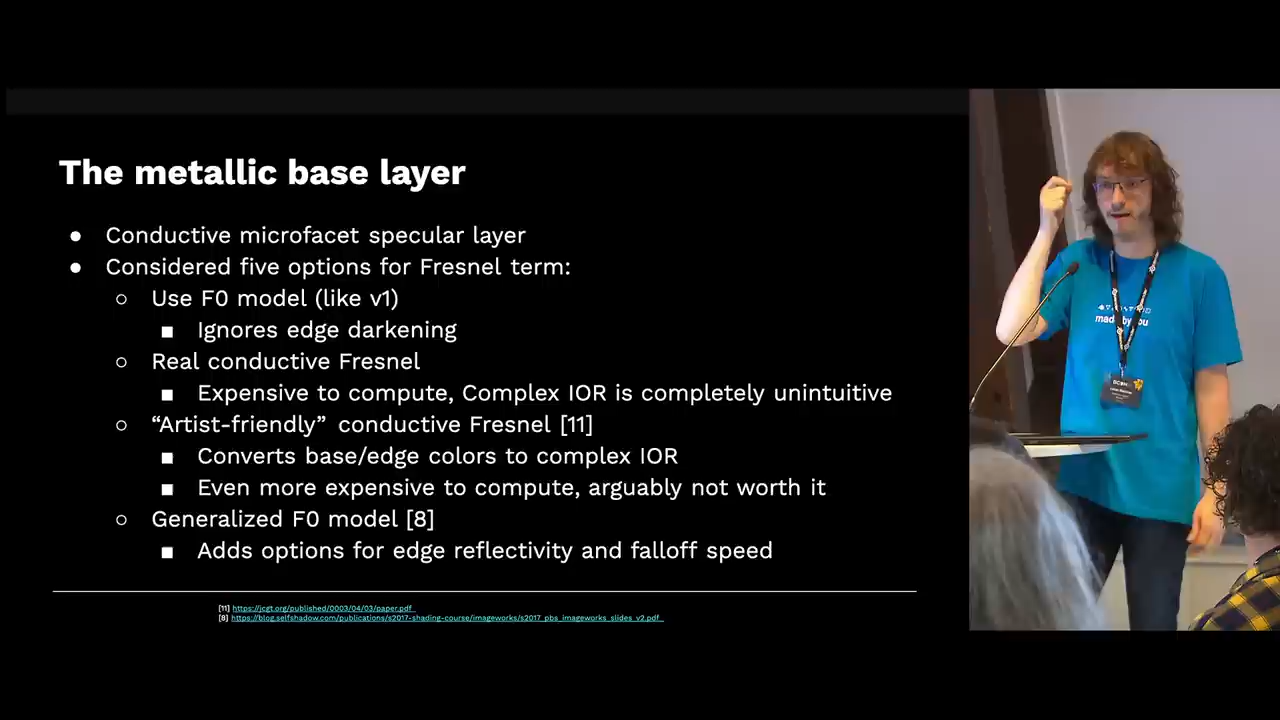 The metallic base layer
● Conductive microfacet specular layer
● Considered five options for Fresnel term:
○ Use F0 model (like v1)
■ Ignores edge darkening
○ Real conductive Fresnel
■ Expensive to compute, Complex IOR is completely unintuitive
○ “Artist-friendly” conductive Fresnel [11]
■ Converts base/edge colors to complex IOR
■ Even more expensive to compute, arguably not worth it
○ Generalized F0 model [8]
■ Adds options for edge reflectivity and falloff speed
[11] https://jcgt.org/published/0003/04/03/paper.pdf
[8] https://blog.selfshadow.com/publications/s2017-shading-course/imageworks/s2017_pbs_imageworks_slides_v2.pdf
made by you